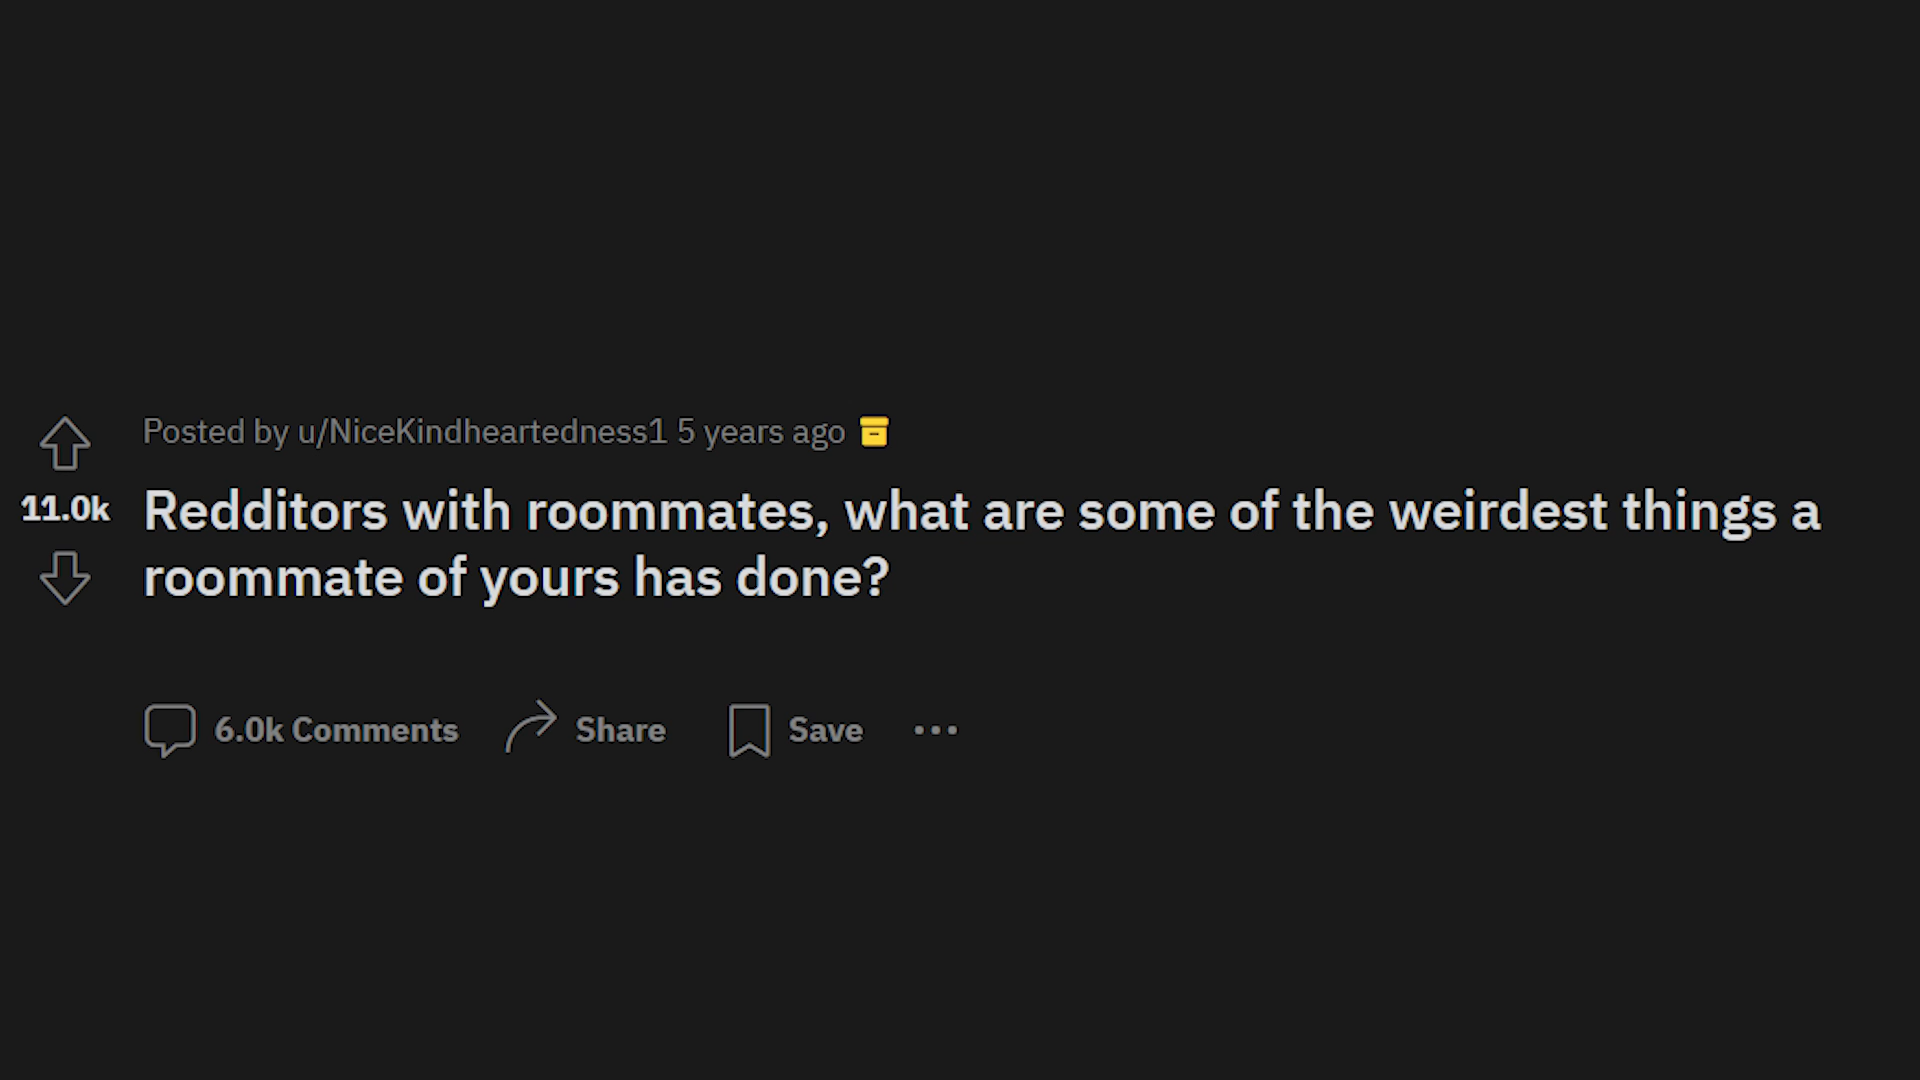 Posted by u/NiceKindheartedness1 5 years ago
11.0k
Redditors with roommates, what are some of the weirdest things a
roommate of yours has done?
6.0k Comments Share Save